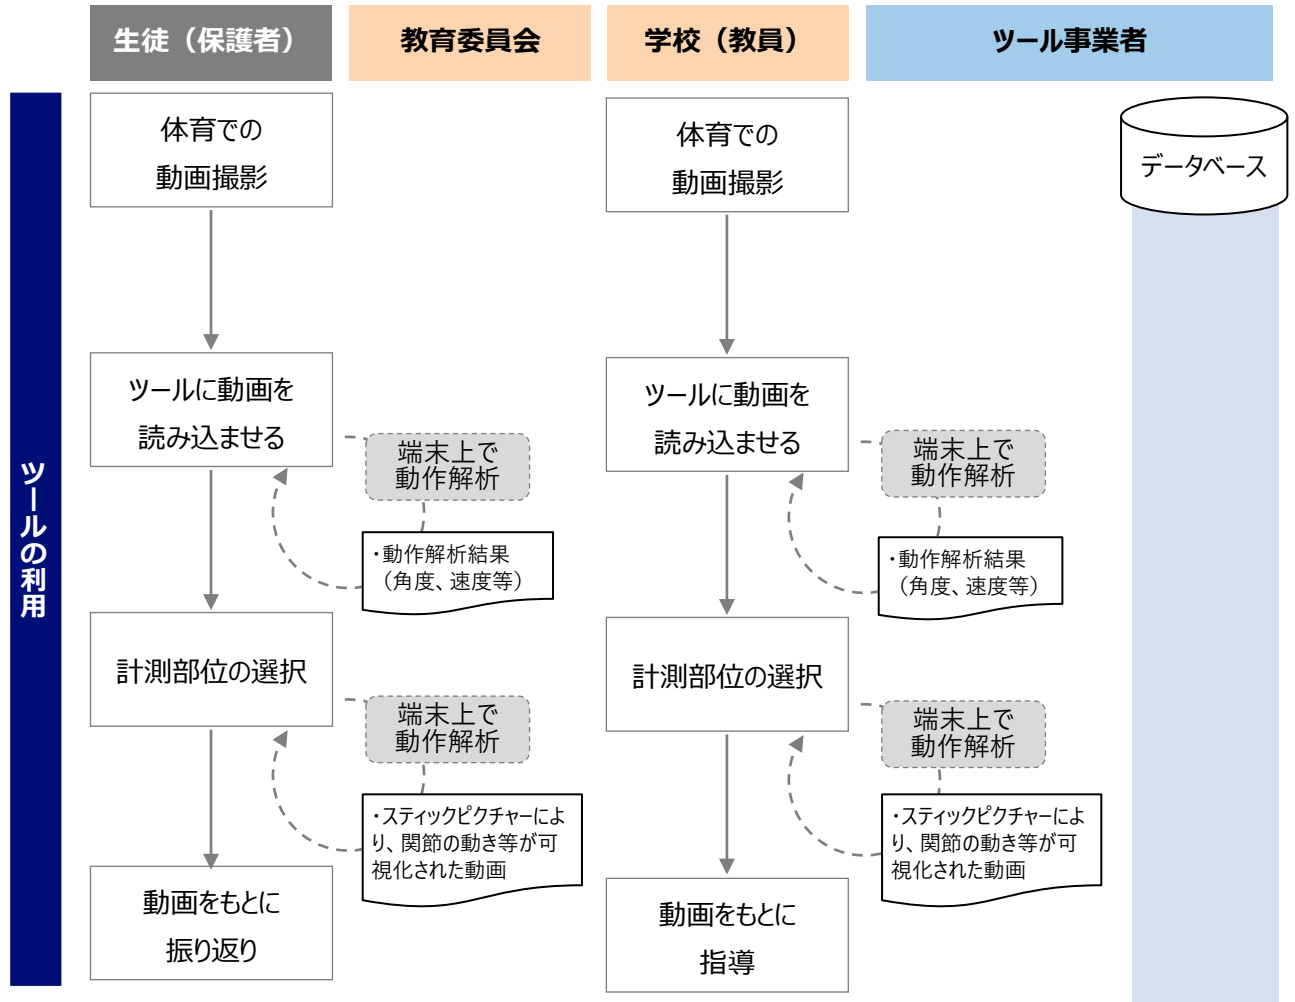 生徒（保護者）
教育委員会
学校（教員）
ツール事業者
ツールの利用
体育での
動画撮影
体育での
動画撮影
データベース
ツールに動画を
読み込ませる
端末上で
動作解析
・動作解析結果
（角度、速度等）
ツールに動画を
読み込ませる
端末上で
動作解析
・動作解析結果
（角度、速度等）
計測部位の選択
端末上で
動作解析
・スティックピクチャーによ
り、関節の動き等が可
視化された動画
計測部位の選択
端末上で
動作解析
・スティックピクチャーによ
り、関節の動き等が可
視化された動画
動画をもとに
振り返り
動画をもとに
指導